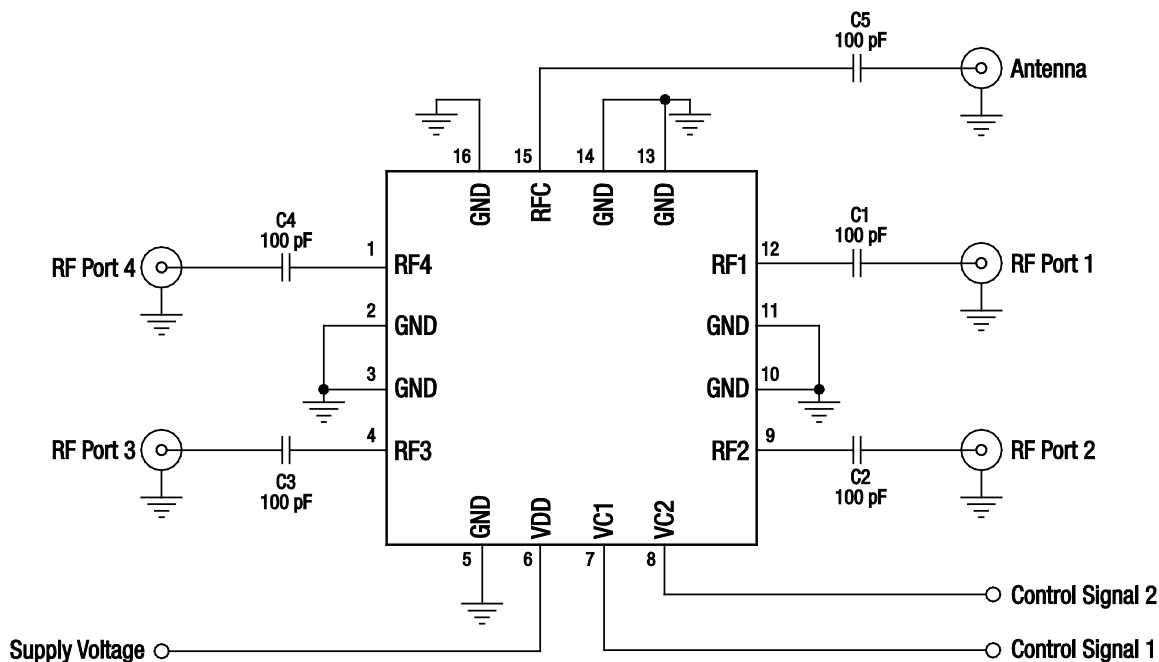 C5
100 pF
Antenna
16
15
14
13
GND
RFC
GND
GND
C4
100 pF
C1
100 pF
RF Port 4
1
RF4
RF1
12
RF Port 1
2
GND
GND
11
3
GND
GND
10
RF Port 3
4
RF3
RF2
9
RF Port 2
C3
100 pF
C2
100 pF
GND
VDD
VC1
VC2
5
6
7
8
Control Signal 2
Supply Voltage
Control Signal 1